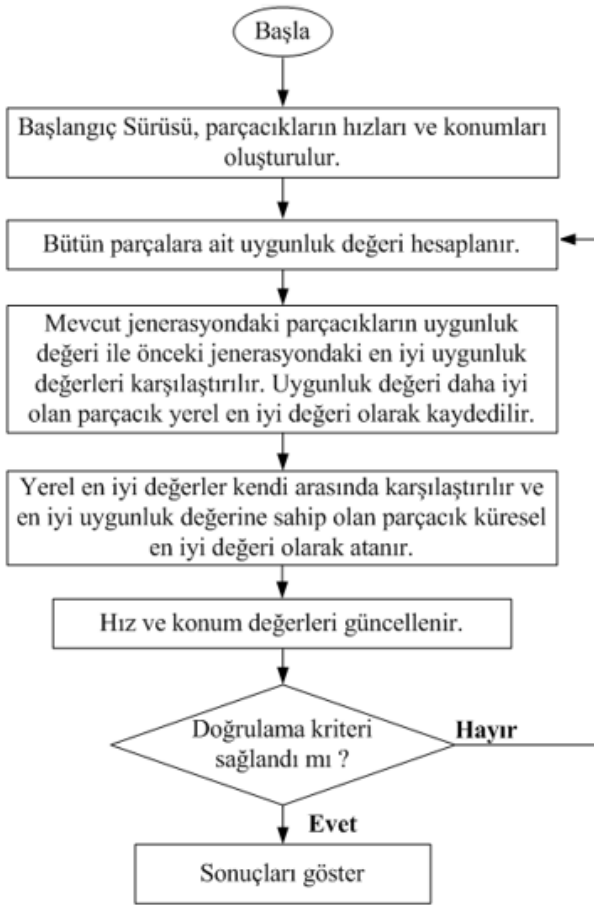 Başla
Başlangıç Sürüsü, parçacıkların hızları ve konumları
oluşturulur.
Bütün parçalara ait uygunluk değeri hesaplanır.
Mevcut jenerasyondaki parçacıkların uygunluk
değeri ile önceki jenerasyondaki en iyi uygunluk
değerleri karşılaştırılır. Uygunluk değeri daha iyi
olan parçacık yerel en iyi değeri olarak kaydedilir.
Yerel en iyi değerler kendi arasında karşılaştırılır ve
en iyi uygunluk değerine sahip olan parçacık küresel
en iyi değeri olarak atanır.
Hız ve konum değerleri güncellenir.
Doğrulama kriteri
sağlandı mı ?
Hayır
Evet
Sonuçları göster